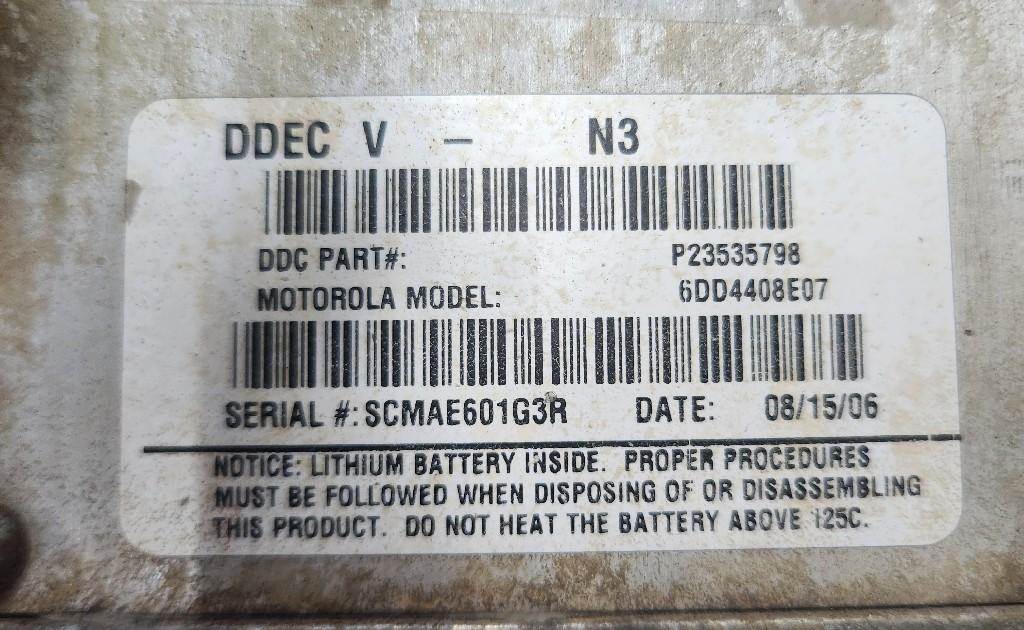 DDEC V – N3
DDC PART#: P23535798
MOTOROLA MODEL: 6DD4408E07
SERIAL #: SCMAE601G3R DATE: 08/15/06
NOTICE: LITHIUM BATTERY INSIDE. PROPER PROCEDURES
MUST BE FOLLOWED WHEN DISPOSING OF OR DISASSEMBLING
THIS PRODUCT. DO NOT HEAT THE BATTERY ABOVE 125C.